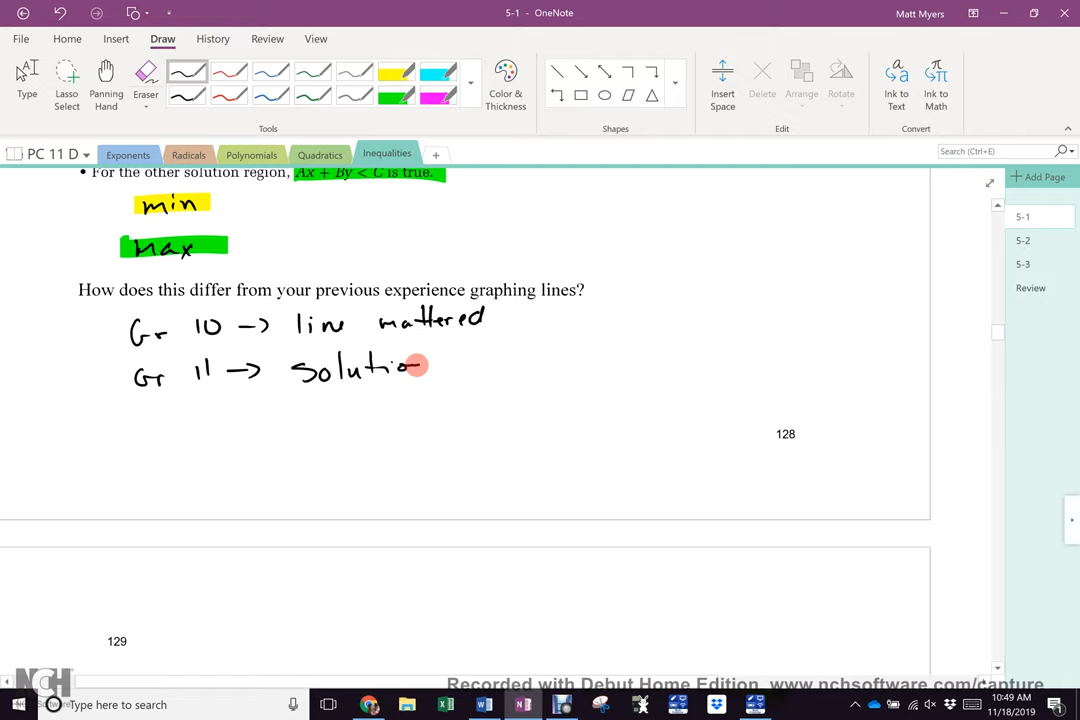 5-1 - OneNote
Matt Myers
File Home Insert Draw History Review View
Type
Lasso Select
Panning Hand
Eraser
Color & Thickness
Insert Space
Delete
Arrange
Rotate
Ink to Text
Ink to Math
Tools
Shapes
Edit
Convert
PC 11 D
Exponents Radicals Polynomials Quadratics Inequalities
Search (Ctrl+E)
Add Page
5-1
5-2
5-3
Review
• For the other solution region, Ax + By < C is true.
min
max
How does this differ from your previous experience graphing lines?
Gr 10 → line mattered
Gr 11 → solutio
128
129
NCH
Recorded with Debut Home Edition www.nchsoftware.com/capture
Type here to search
10:49 AM
11/18/2019